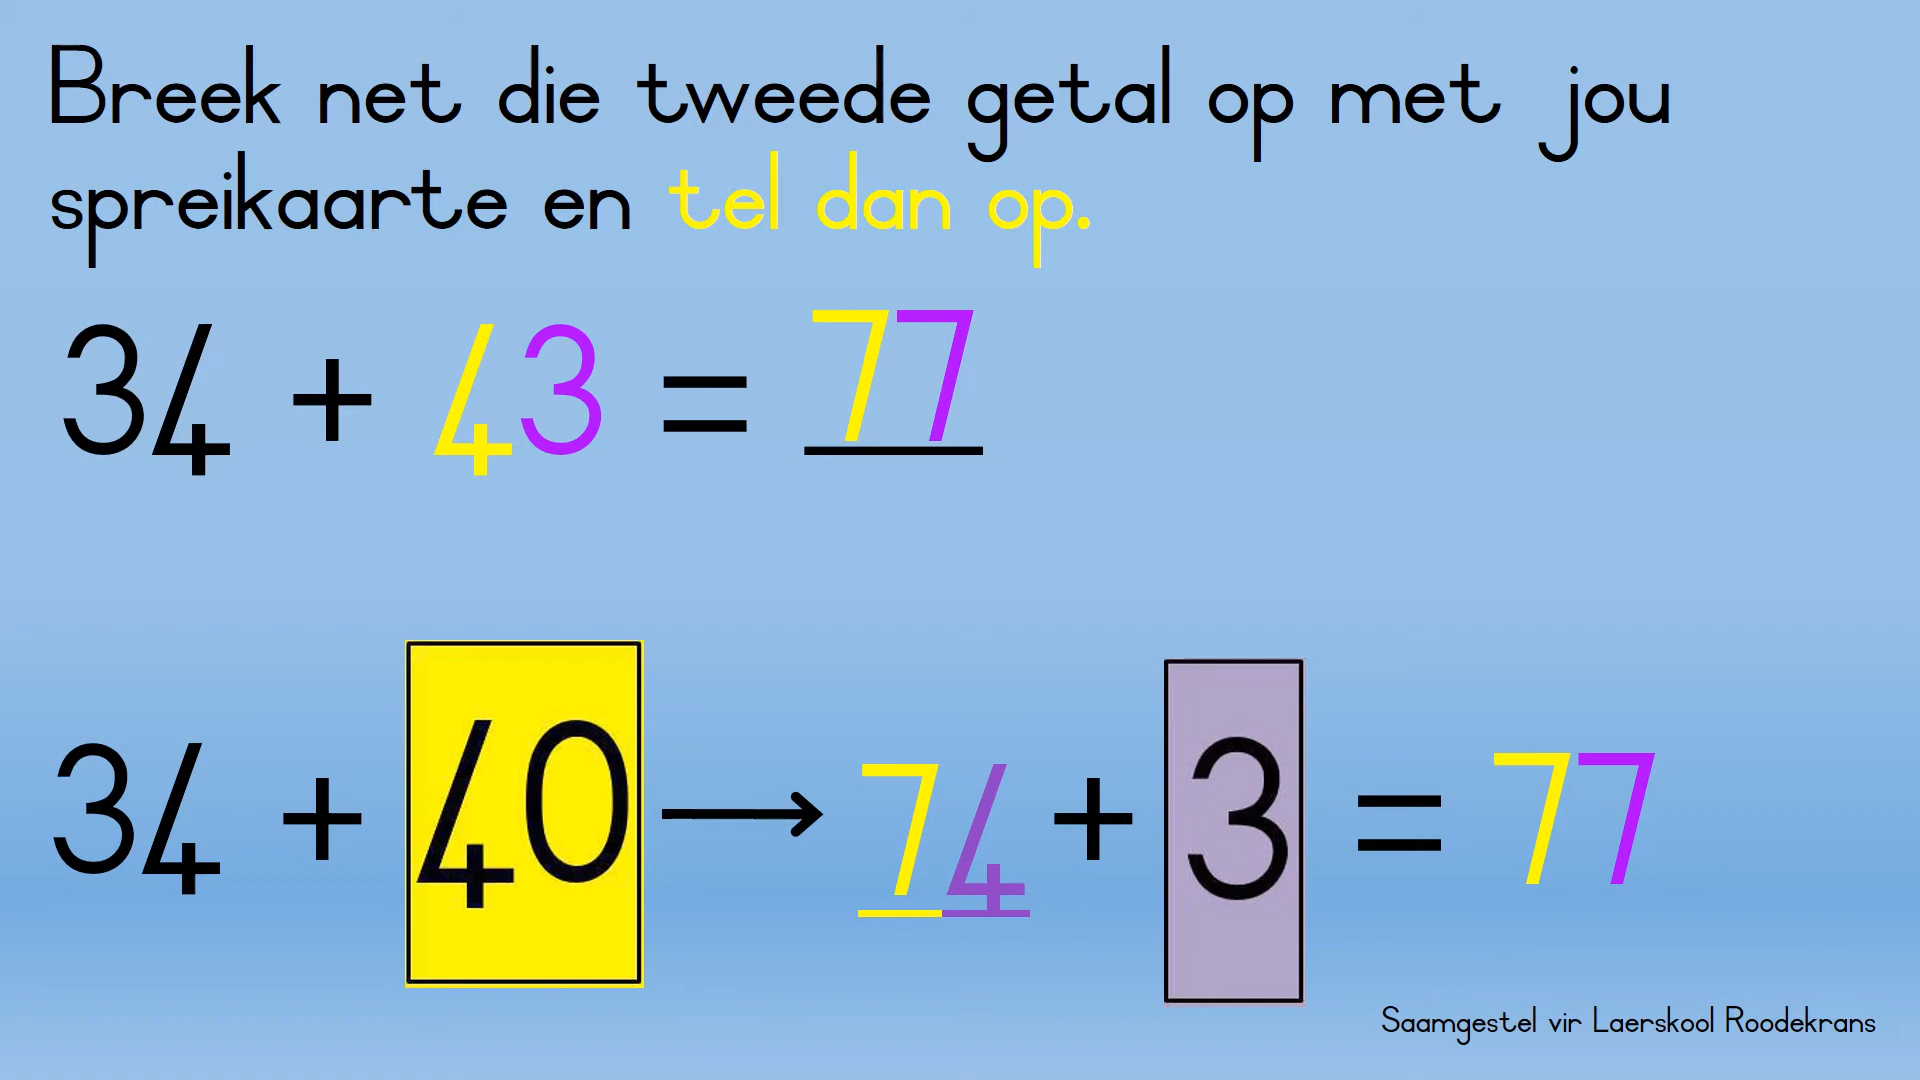 Breek net die tweede getal op met jou
spreikaarte en tel dan op.
34 + 43 = 77
34 + 40 → 74 + 3 = 77
Saamgestel vir Laerskool Roodekrans